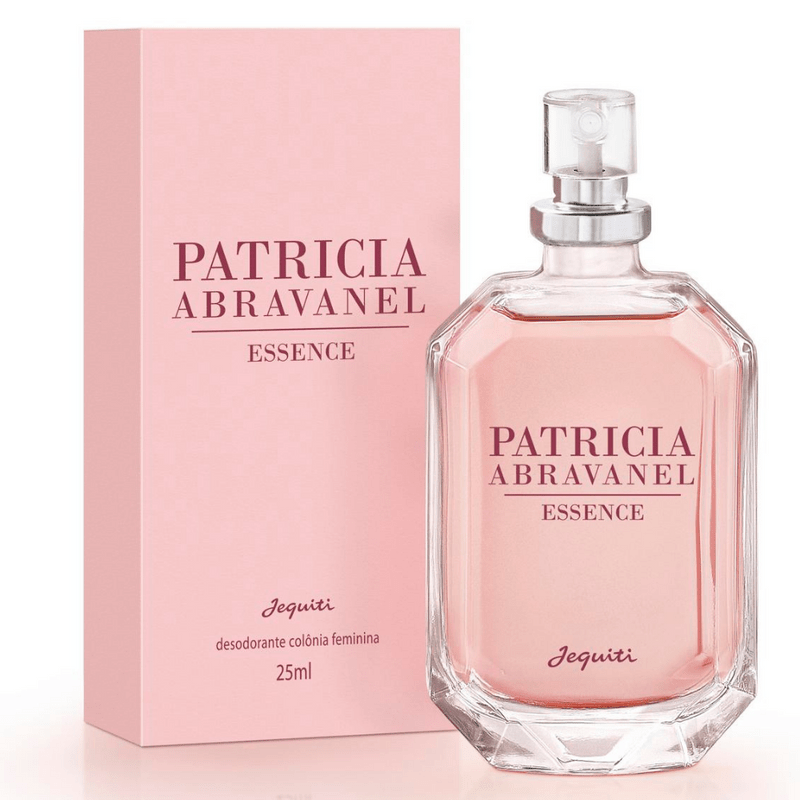 PATRICIA
ABRAVANEL
ESSENCE
Jequiti
desodorante colônia feminina
25ml
PATRICIA
ABRAVANEL
ESSENCE
Jequiti